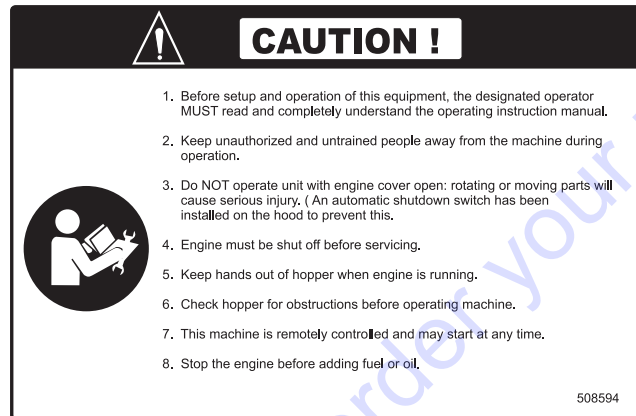 CAUTION !
1. Before setup and operation of this equipment, the designated operator
MUST read and completely understand the operating instruction manual.
2. Keep unauthorized and untrained people away from the machine during
operation.
3. Do NOT operate unit with engine cover open: rotating or moving parts will
cause serious injury. ( An automatic shutdown switch has been
installed on the hood to prevent this.
4. Engine must be shut off before servicing.
5. Keep hands out of hopper when engine is running.
6. Check hopper for obstructions before operating machine.
7. This machine is remotely controlled and may start at any time.
8. Stop the engine before adding fuel or oil.
order your
508594